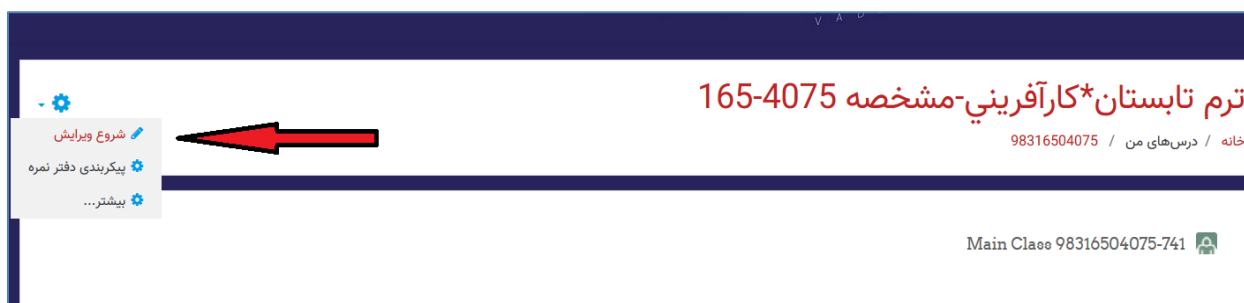 V A D
ترم تابستان*كارآفريني-مشخصه 4075-165
خانه / درس‌های من / 98316504075
شروع ویرایش
پیکربندی دفتر نمره
بیشتر...
Main Class 98316504075-741